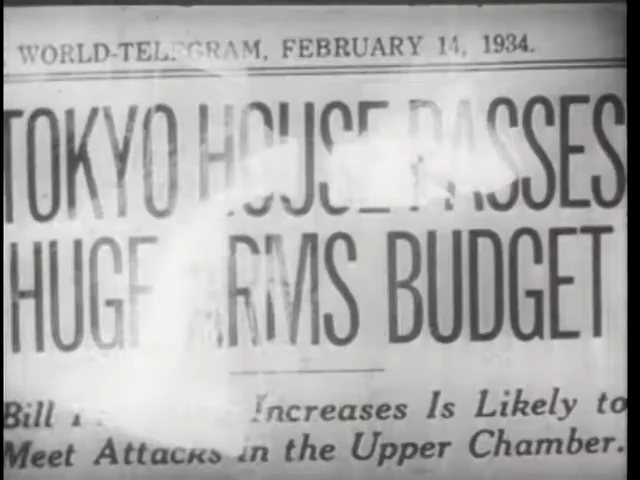 WORLD-TELEGRAM, FEBRUARY 14, 1934.
TOKYO HOUSE PASSES
HUGE ARMS BUDGET
Bill Increases Is Likely to
Meet Attacks in the Upper Chamber.